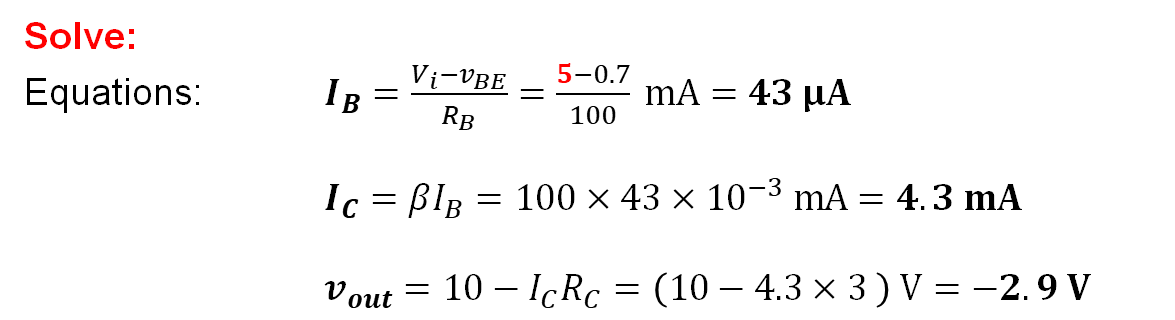 Solve:
Equations: I_B = (V_i−v_BE)/R_B = (5−0.7)/100 mA = 43 μA
I_C = βI_B = 100 × 43 × 10^−3 mA = 4.3 mA
v_out = 10 − I_C R_C = (10 − 4.3 × 3 ) V = −2.9 V